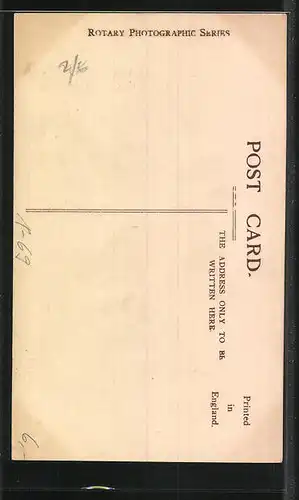 ROTARY PHOTOGRAPHIC SERIES
2/6
POST CARD.
THE ADDRESS ONLY TO BE
WRITTEN HERE.
Printed
in
England.